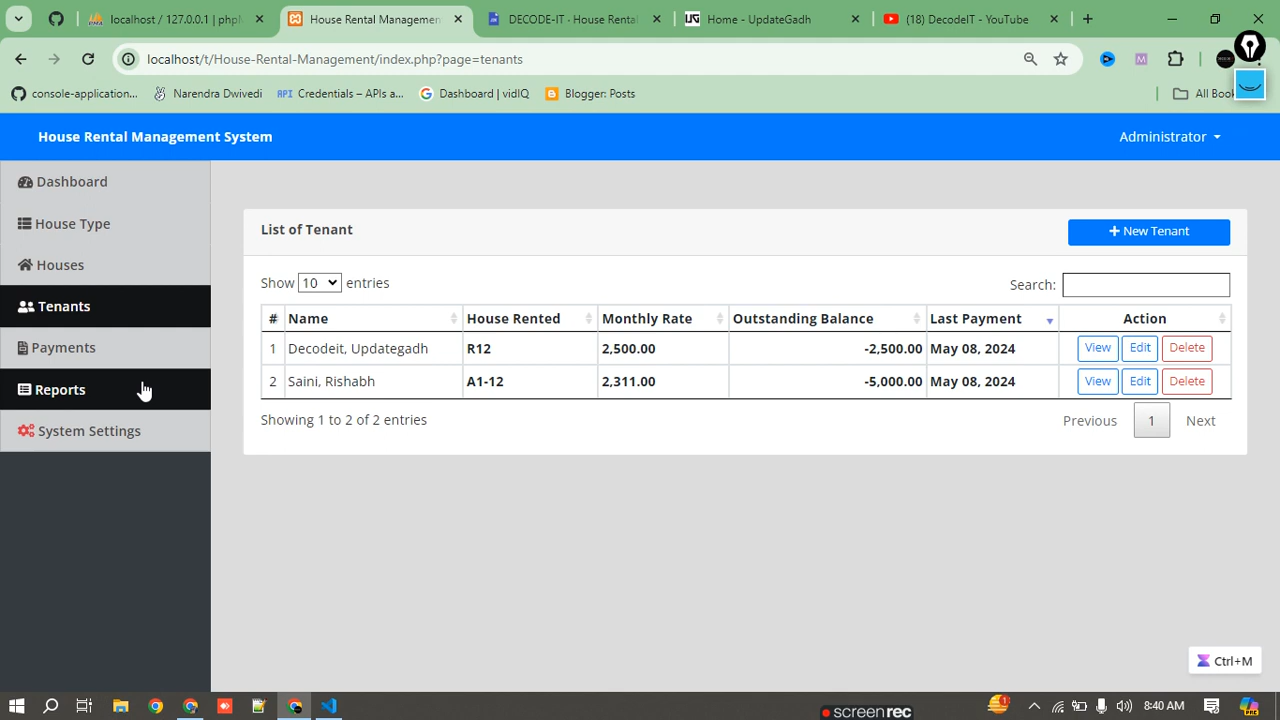 localhost / 127.0.0.1 | php
House Rental Management
DECODE-IT - House Rental
UG Home - UpdateGadh
(18) DecodeIT - YouTube
localhost/t/House-Rental-Management/index.php?page=tenants
console-application...
Narendra Dwivedi
API Credentials – APIs a...
Dashboard | vidIQ
Blogger: Posts
All Boo
House Rental Management System
Administrator
Dashboard
House Type
Houses
Tenants
Payments
Reports
System Settings
List of Tenant
+ New Tenant
Show 10 entries
Search:
# Name House Rented Monthly Rate Outstanding Balance Last Payment Action
1 Decodeit, Updategadh R12 2,500.00 -2,500.00 May 08, 2024 View Edit Delete
2 Saini, Rishabh A1-12 2,311.00 -5,000.00 May 08, 2024 View Edit Delete
Showing 1 to 2 of 2 entries
Previous 1 Next
Ctrl+M
8:40 AM
screenrec